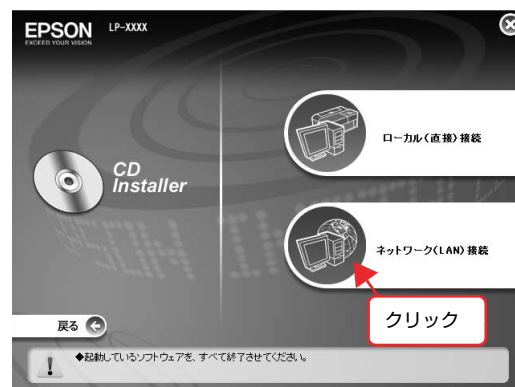 EPSON
EXCEED YOUR VISION
LP-XXXX
ローカル(直接)接続
CD
Installer
ネットワーク(LAN)接続
クリック
戻る
◆起動しているソフトウェアを、すべて終了させてください。